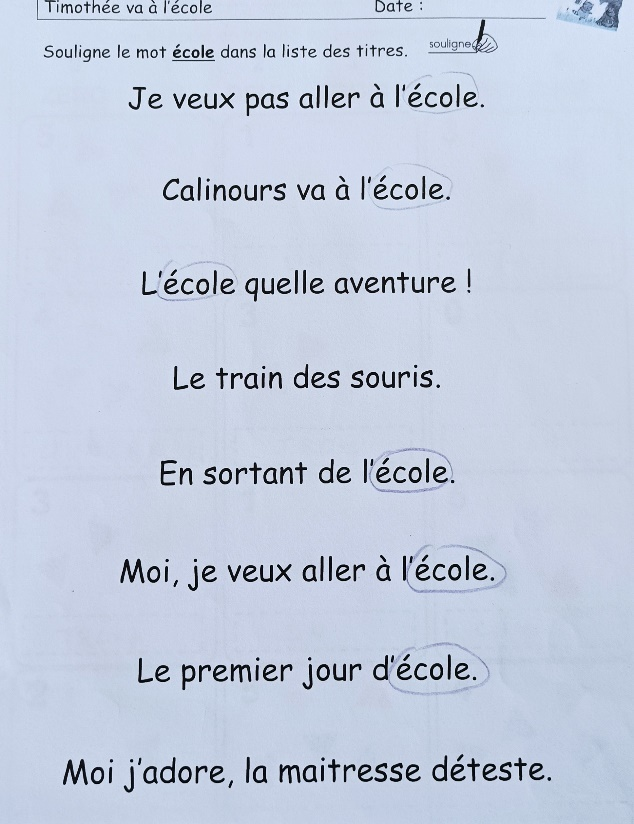 Timothée va à l'école Date :
Souligne le mot école dans la liste des titres. souligne
Je veux pas aller à l'école.
Calinours va à l'école.
L'école quelle aventure !
Le train des souris.
En sortant de l'école.
Moi, je veux aller à l'école.
Le premier jour d'école.
Moi j'adore, la maitresse déteste.